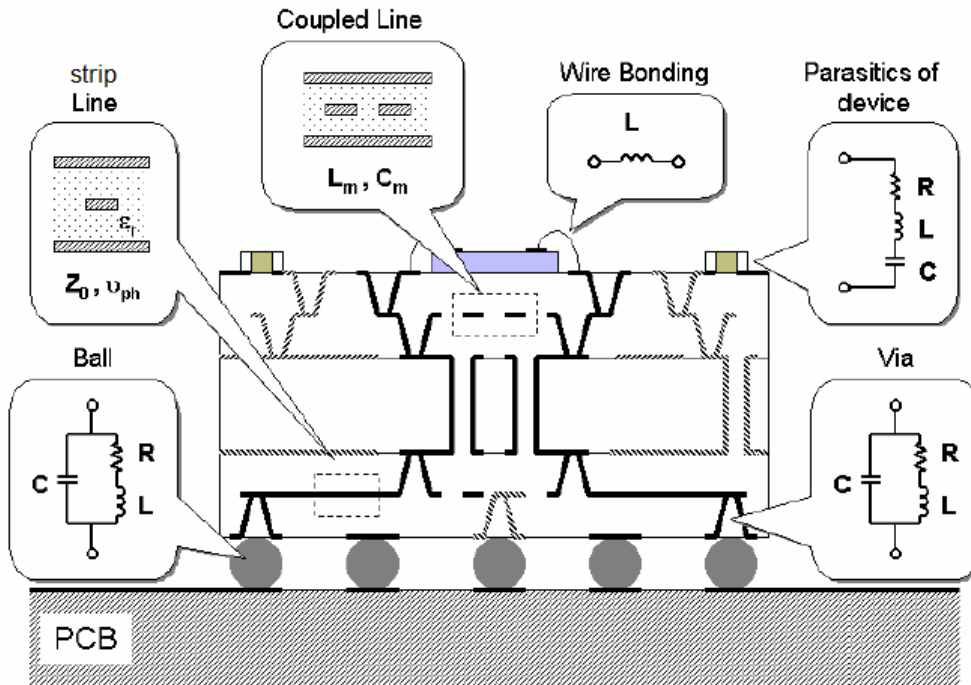 Coupled Line
L_m , C_m
strip
Line
ε_r
Z_0 , υ_ph
Wire Bonding
L
Parasitics of
device
R
L
C
Ball
C
R
L
Via
C
R
L
PCB